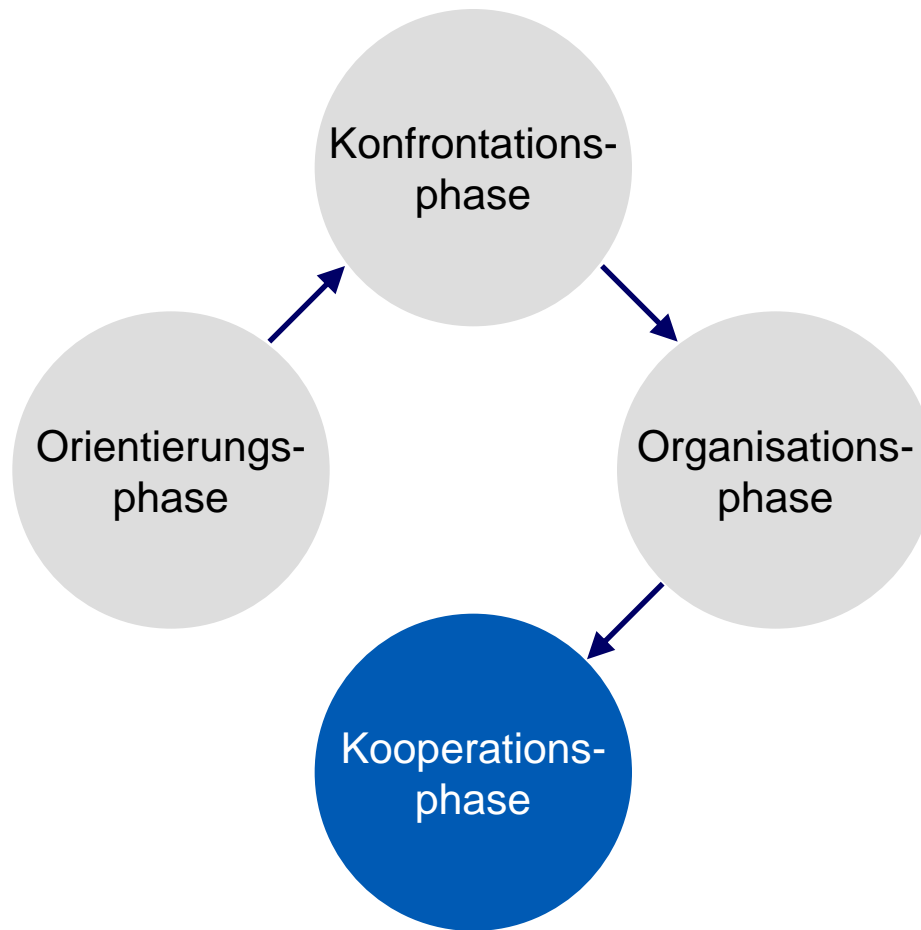 Konfrontations-
phase
Orientierungs-
phase
Organisations-
phase
Kooperations-
phase